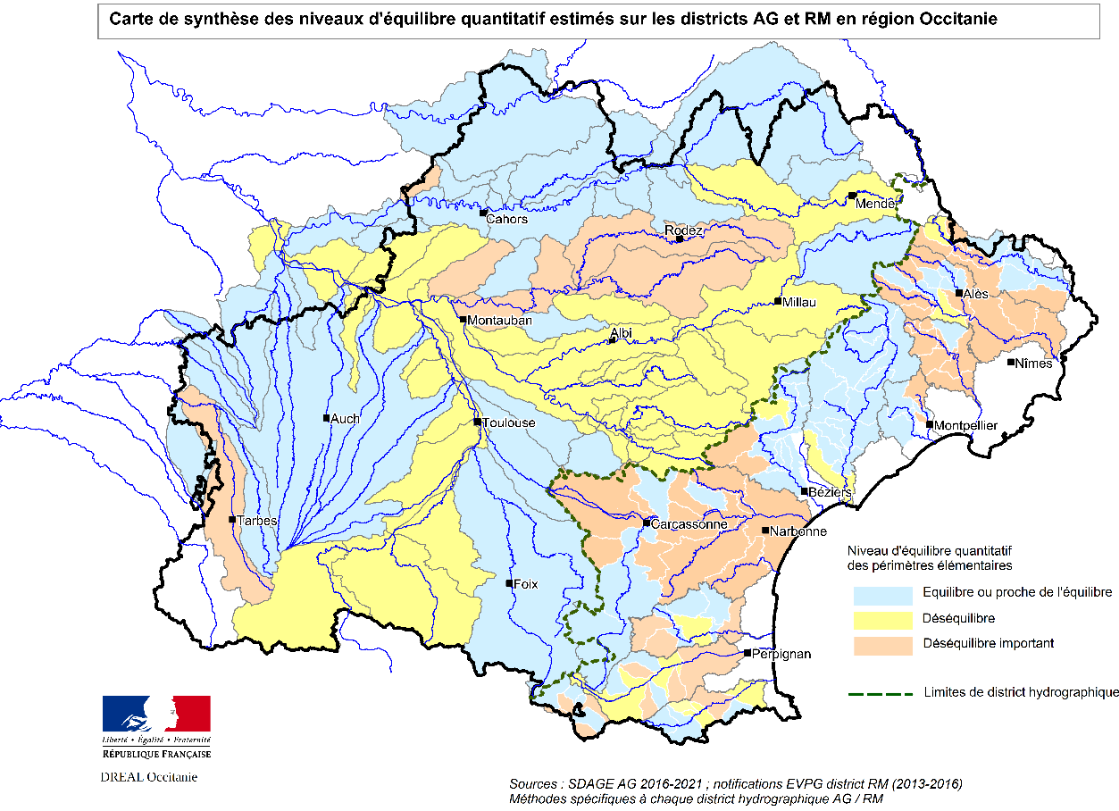 Carte de synthèse des niveaux d'équilibre quantitatif estimés sur les districts AG et RM en région Occitanie
Cahors
Mende
Rodez
Alès
Montauban
Millau
Albi
Nîmes
Auch
Toulouse
Montpellier
Béziers
Tarbes
Carcassonne
Narbonne
Foix
Perpignan
Niveau d'équilibre quantitatif
des périmètres élémentaires
Equilibre ou proche de l'équilibre
Déséquilibre
Déséquilibre important
Limites de district hydrographique
Liberté • Égalité • Fraternité
RÉPUBLIQUE FRANÇAISE
DREAL Occitanie
Sources : SDAGE AG 2016-2021 ; notifications EVPG district RM (2013-2016)
Méthodes spécifiques à chaque district hydrographique AG / RM